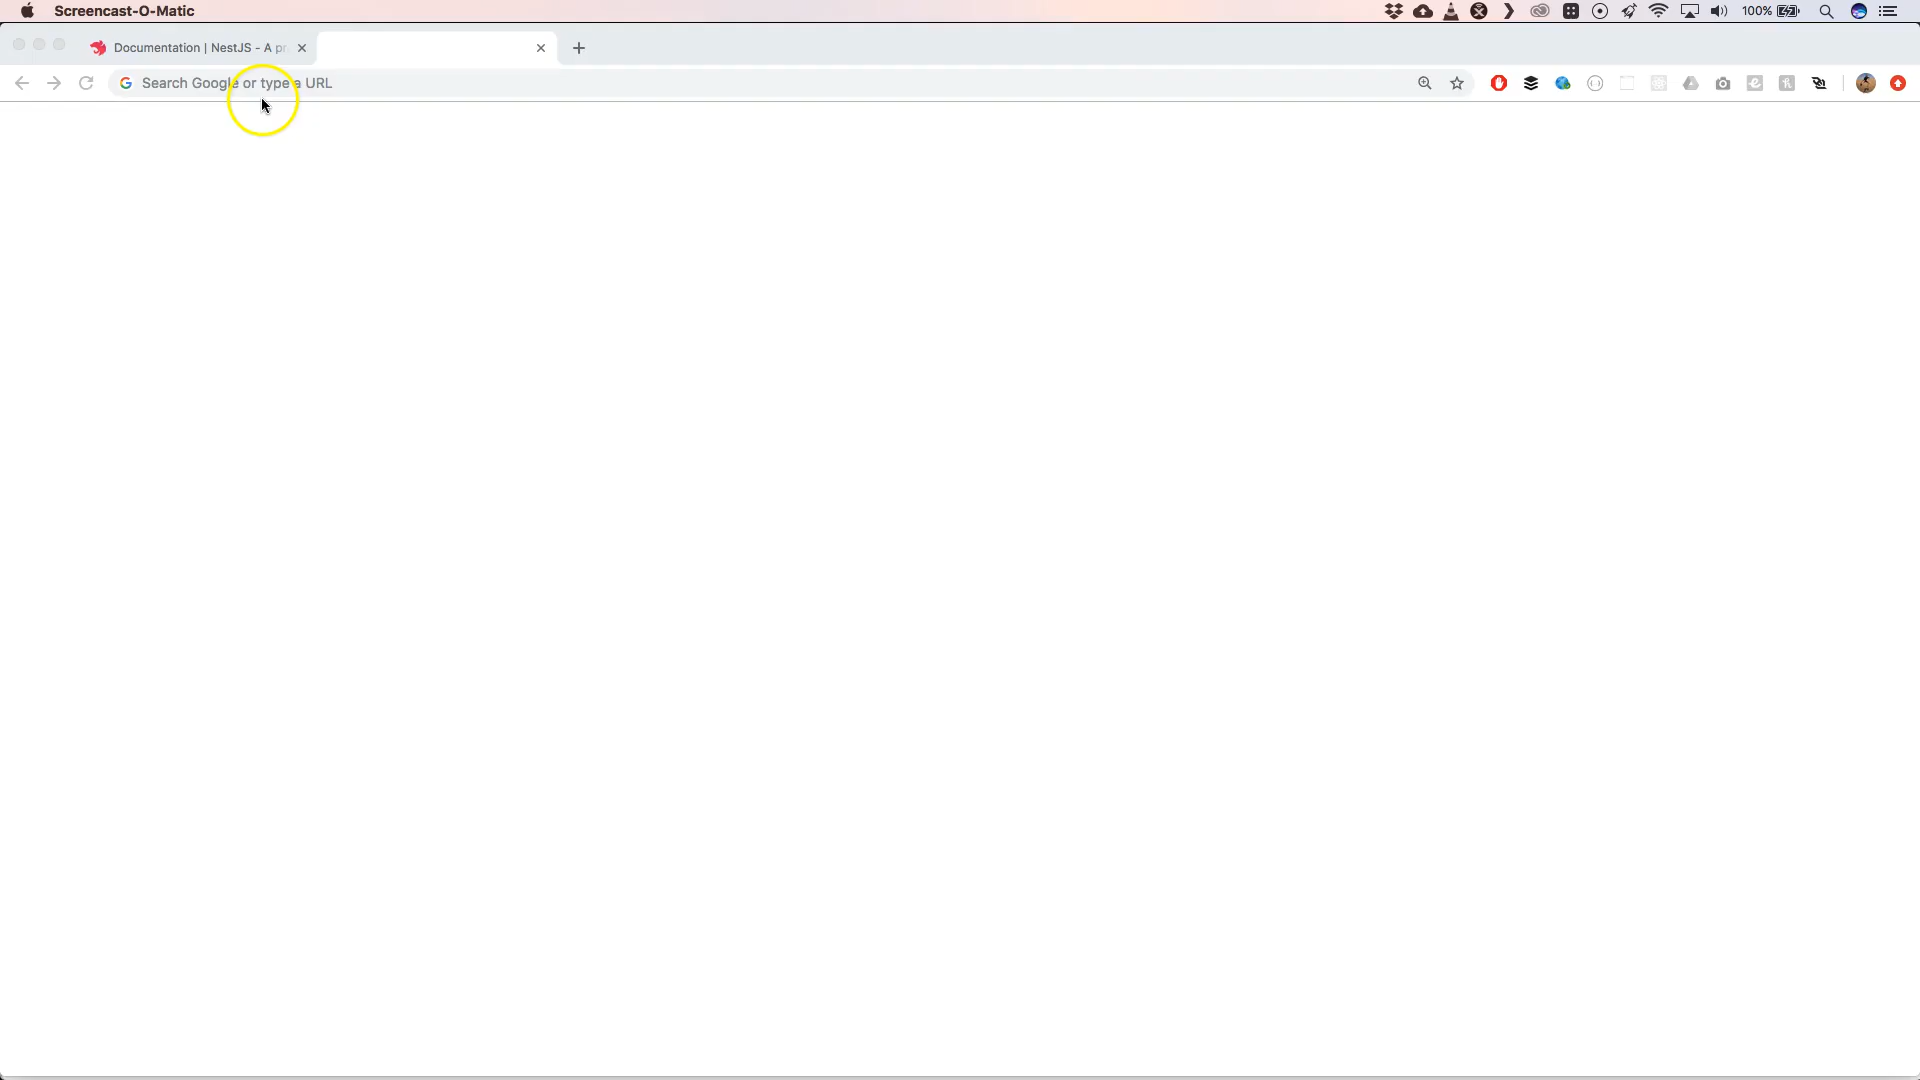 Screencast-O-Matic
100%
Documentation | NestJS - A pr
Search Google or type a URL